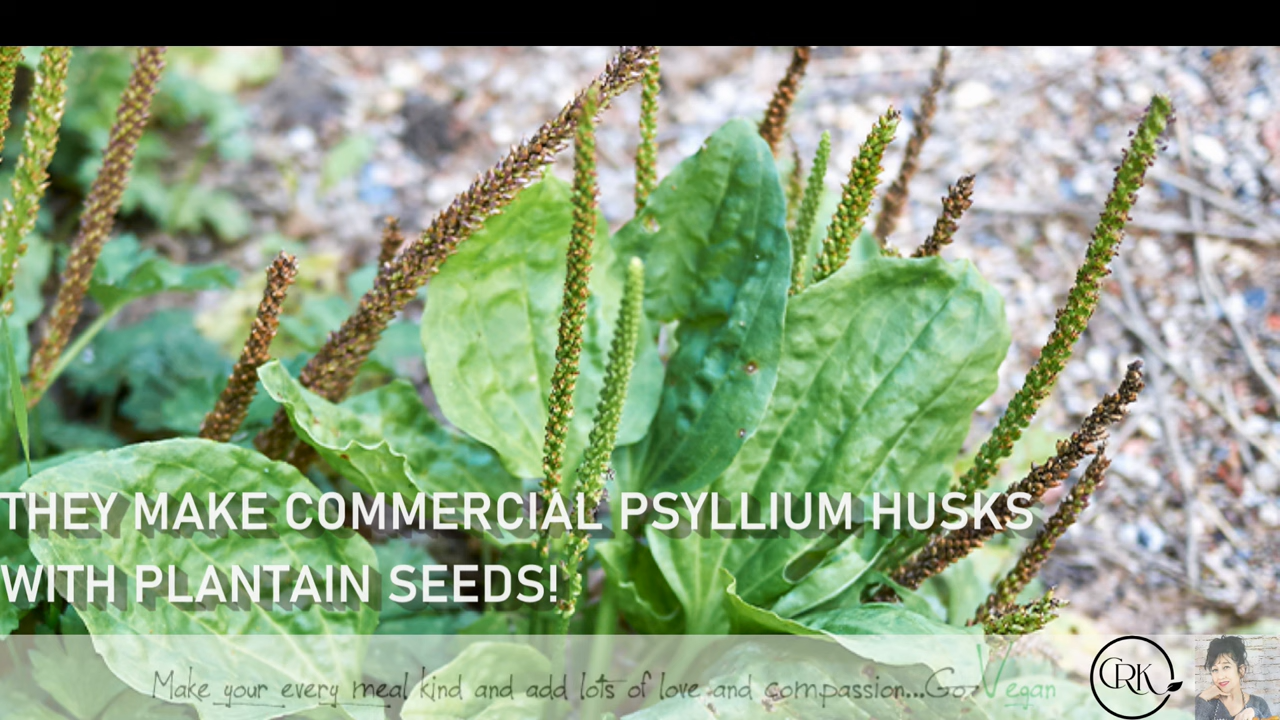 THEY MAKE COMMERCIAL PSYLLIUM HUSKS
WITH PLANTAIN SEEDS!
Make your every meal kind and add lots of love and compassion...Go Vegan
CRK